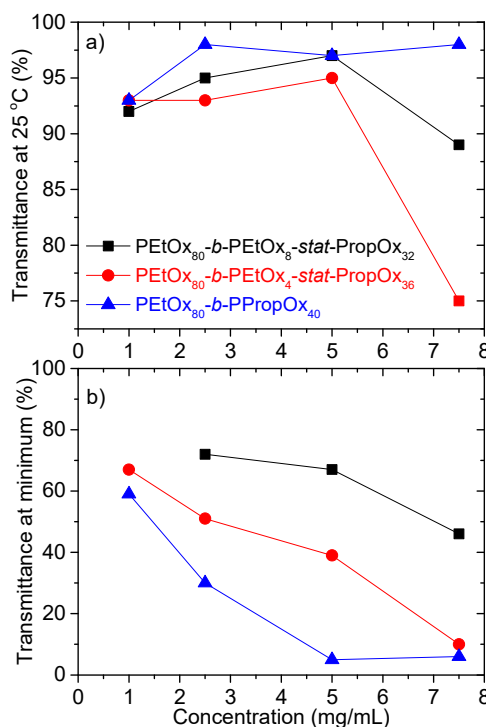 100
95
90
85
80
75
Transmittance at 25 °C (%)
a)
PEtOx80-b-PEtOx8-stat-PropOx32
PEtOx80-b-PEtOx4-stat-PropOx36
PEtOx80-b-PPropOx40
0 1 2 3 4 5 6 7 8
100
80
60
40
20
0
Transmittance at minimum (%)
b)
0 1 2 3 4 5 6 7 8
Concentration (mg/mL)